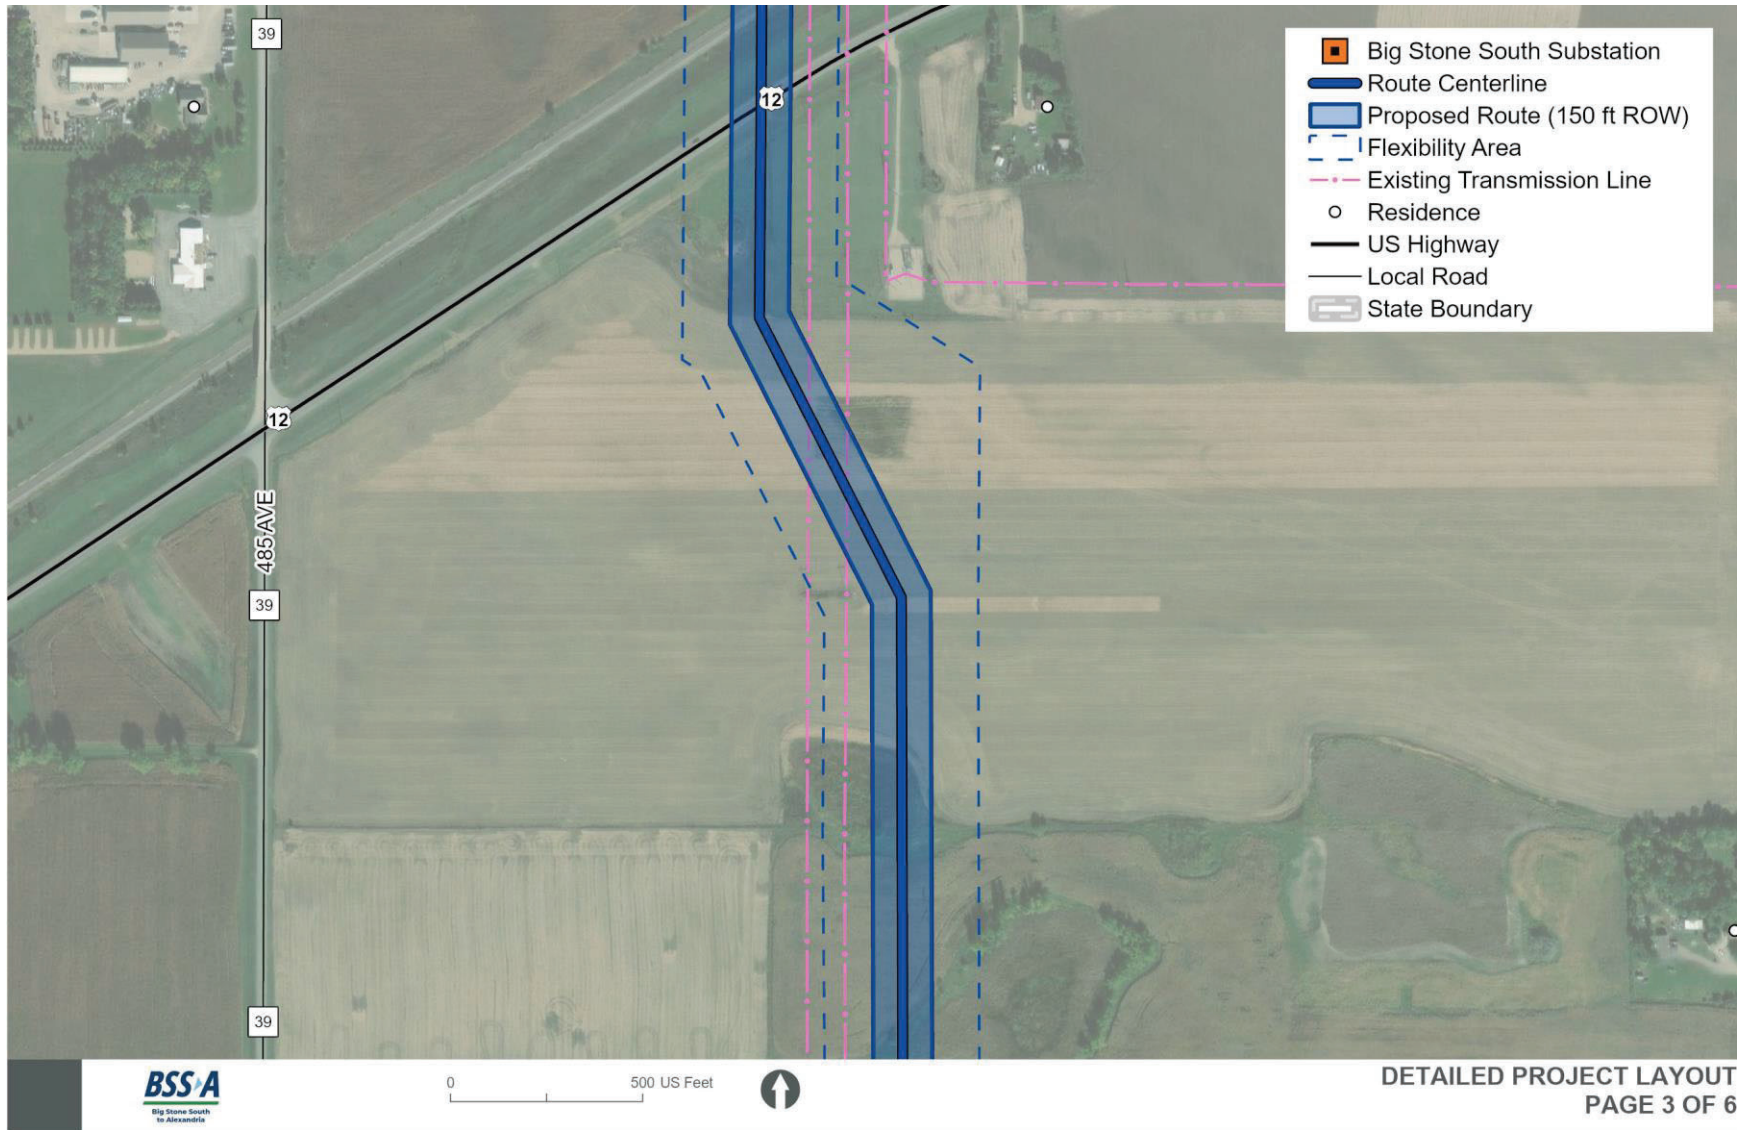 39
12
Big Stone South Substation
Route Centerline
Proposed Route (150 ft ROW)
Flexibility Area
Existing Transmission Line
Residence
US Highway
Local Road
State Boundary
12
485 AVE
39
39
BSS A
Big Stone South
to Alexandria
0 500 US Feet
DETAILED PROJECT LAYOUT
PAGE 3 OF 6